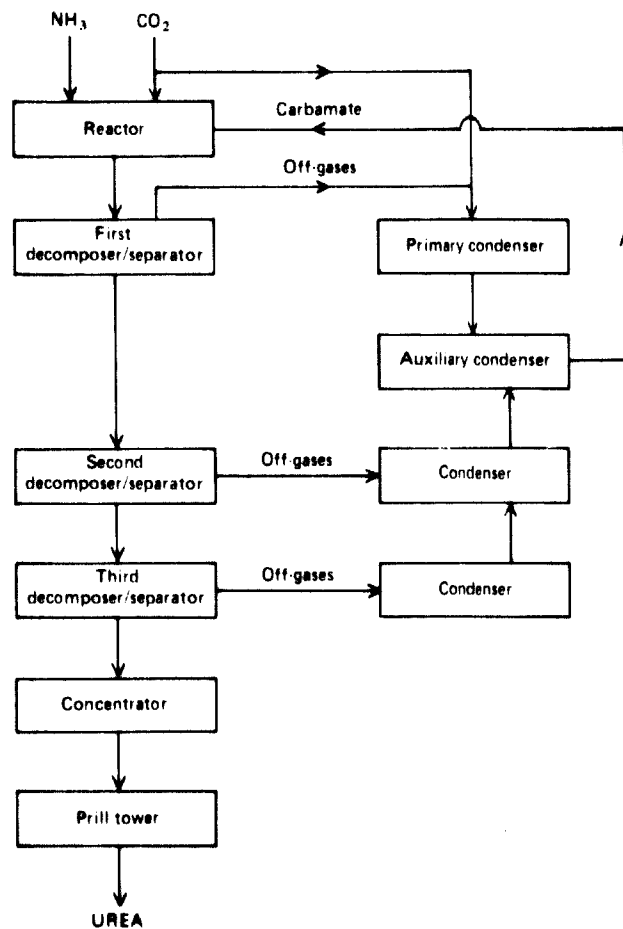 NH3 CO2
Reactor
Carbamate
Off-gases
First
decomposer/separator
Primary condenser
Auxiliary condenser
Second
decomposer/separator
Off-gases
Condenser
Third
decomposer/separator
Off-gases
Condenser
Concentrator
Prill tower
UREA